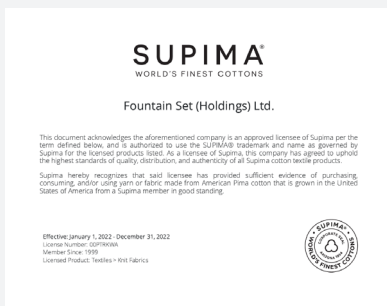 SUPIMA®
WORLD'S FINEST COTTONS
Fountain Set (Holdings) Ltd.
This document acknowledges the aforementioned company is an approved licensee of Supima per the
term defined below, and is authorized to use the SUPIMA® trademark and name as governed by
Supima for the licensed products listed. As a licensee of Supima, this company has agreed to uphold
the highest standards of quality, distribution, and authenticity of all Supima cotton textile products.
Supima hereby recognizes that said licensee has provided sufficient evidence of purchasing,
consuming, and/or using yarn or fabric made from American Pima cotton that is grown in the United
States of America from a Supima member in good standing.
Effective: January 1, 2022 - December 31, 2022
License Number: 00PTRKWA
Member Since: 1999
Licensed Product: Textiles > Knit Fabrics
SUPIMA®
WORLD'S FINEST COTTONS
CORPORATE SEAL